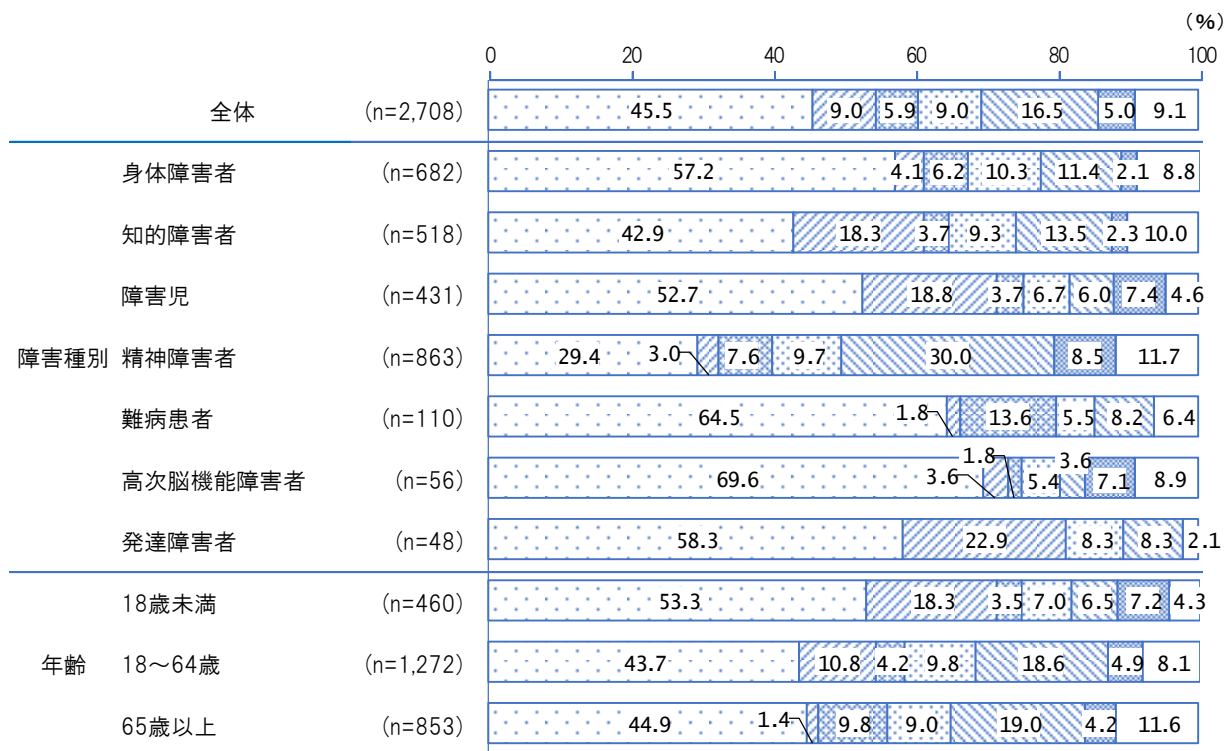 (%)
0 20 40 60 80 100
全体 (n=2,708) 45.5 9.0 5.9 9.0 16.5 5.0 9.1
身体障害者 (n=682) 57.2 4.1 6.2 10.3 11.4 2.1 8.8
知的障害者 (n=518) 42.9 18.3 3.7 9.3 13.5 2.3 10.0
障害児 (n=431) 52.7 18.8 3.7 6.7 6.0 7.4 4.6
障害種別 精神障害者 (n=863) 29.4 3.0 7.6 9.7 30.0 8.5 11.7
難病患者 (n=110) 64.5 1.8 13.6 5.5 8.2 6.4
高次脳機能障害者 (n=56) 69.6 3.6 1.8 5.4 3.6 7.1 8.9
発達障害者 (n=48) 58.3 22.9 8.3 8.3 2.1
18歳未満 (n=460) 53.3 18.3 3.5 7.0 6.5 7.2 4.3
年齢 18～64歳 (n=1,272) 43.7 10.8 4.2 9.8 18.6 4.9 8.1
65歳以上 (n=853) 44.9 1.4 9.8 9.0 19.0 4.2 11.6